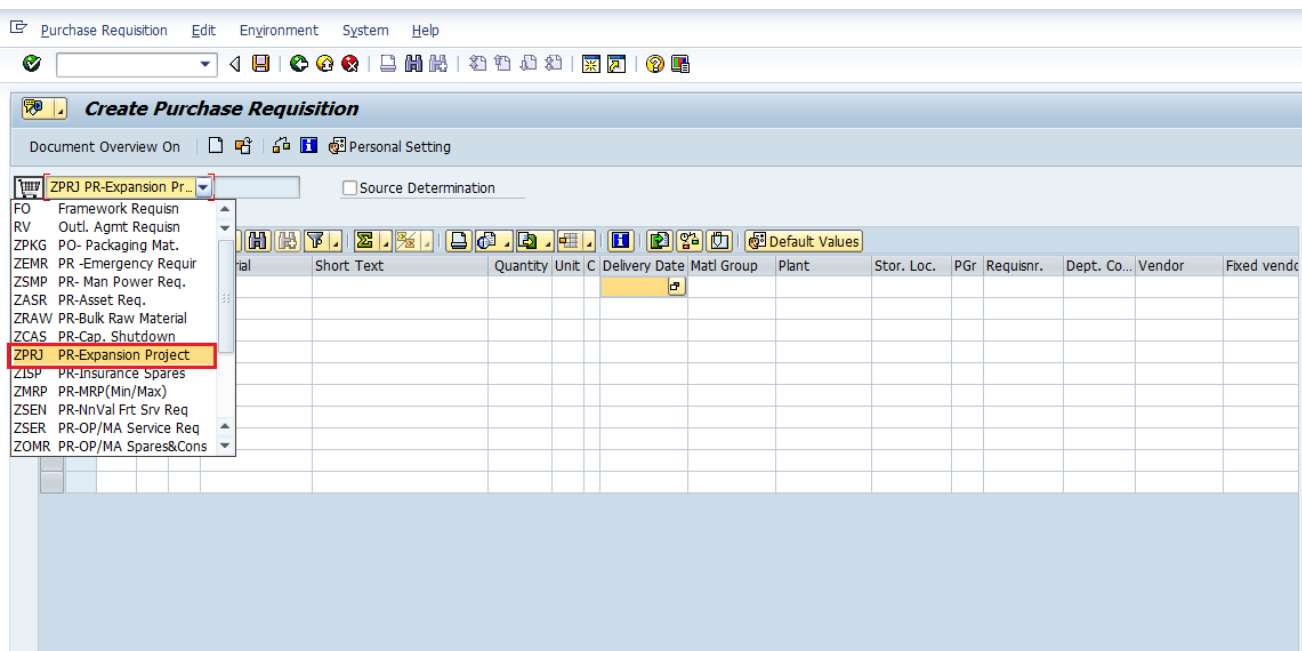 Purchase Requisition Edit Environment System Help
Create Purchase Requisition
Document Overview On Personal Setting
ZPRJ PR-Expansion Pr... Source Determination
FO Framework Requisn
RV Outl. Agmt Requisn
ZPKG PO- Packaging Mat.
Default Values
ZEMR PR -Emergency Requir
rial Short Text Quantity Unit C Delivery Date Matl Group Plant Stor. Loc. PGr Requisnr. Dept. Co... Vendor Fixed vendo
ZSMP PR- Man Power Req.
ZASR PR-Asset Req.
ZRAW PR-Bulk Raw Material
ZCAS PR-Cap. Shutdown
ZPRJ PR-Expansion Project
ZISP PR-Insurance Spares
ZMRP PR-MRP(Min/Max)
ZSEN PR-NnVal Frt Srv Req
ZSER PR-OP/MA Service Req
ZOMR PR-OP/MA Spares&Cons